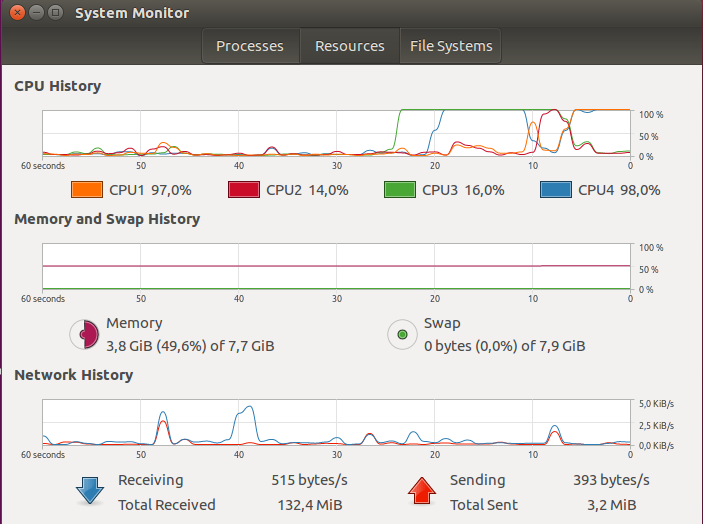 System Monitor
Processes Resources File Systems
CPU History
100 %
50 %
0 %
60 seconds 50 40 30 20 10 0
CPU1 97,0% CPU2 14,0% CPU3 16,0% CPU4 98,0%
Memory and Swap History
100 %
50 %
0 %
60 seconds 50 40 30 20 10 0
Memory Swap
3,8 GiB (49,6%) of 7,7 GiB 0 bytes (0,0%) of 7,9 GiB
Network History
5,0 KiB/s
2,5 KiB/s
0,0 KiB/s
60 seconds 50 40 30 20 10 0
Receiving 515 bytes/s Sending 393 bytes/s
Total Received 132,4 MiB Total Sent 3,2 MiB